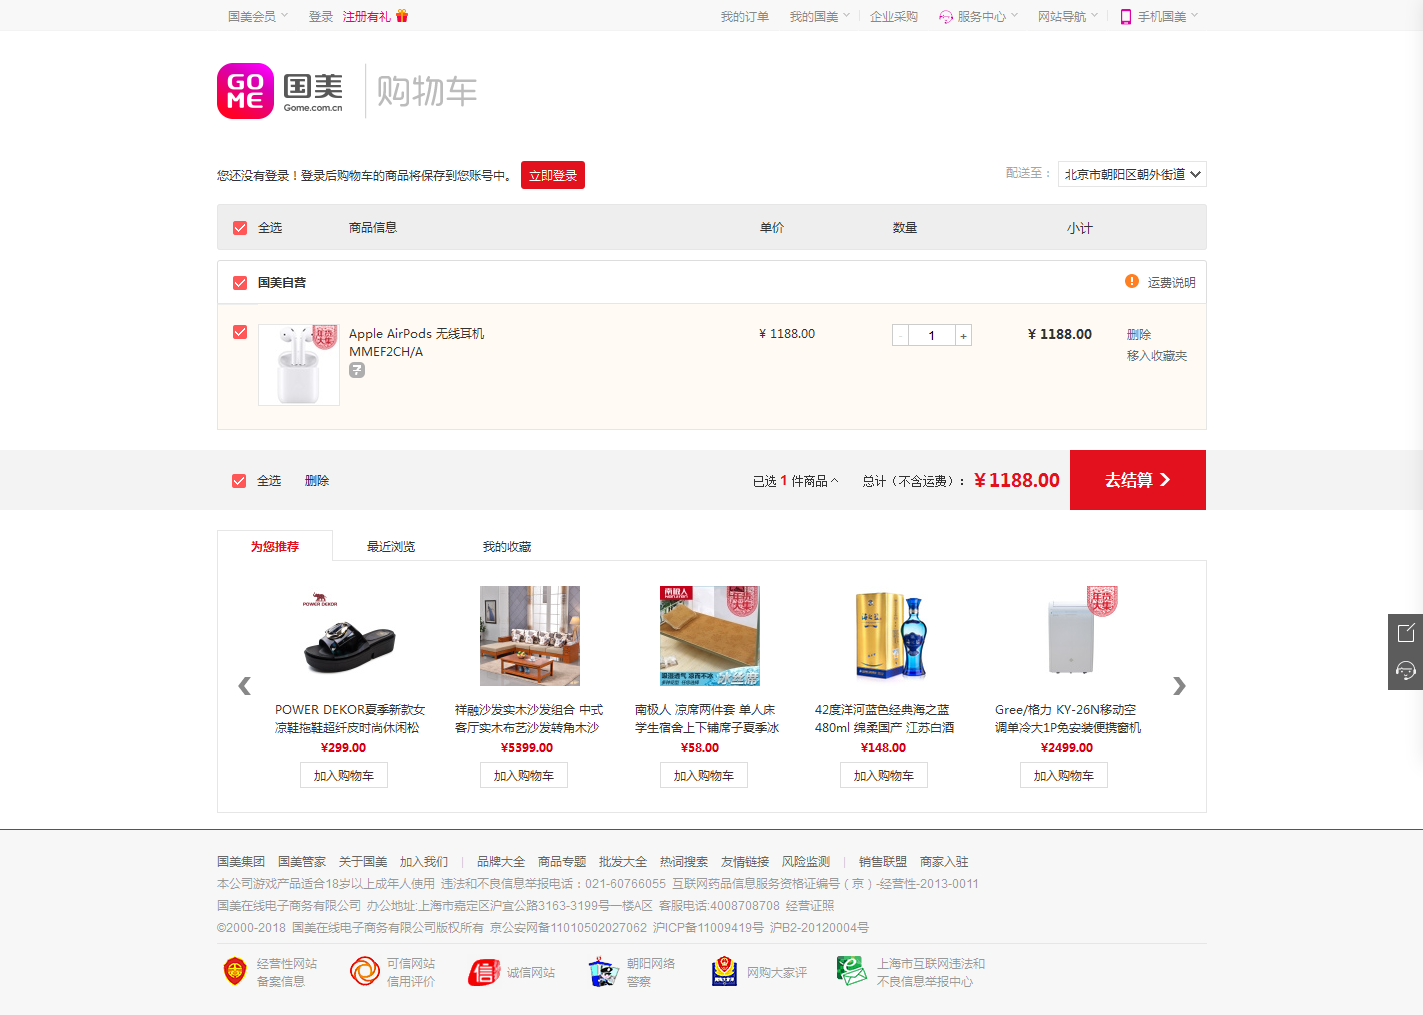 国美会员 登录 注册有礼 我的订单 我的国美 企业采购 服务中心 网站导航 手机国美
GO
ME
国美
Gome.com.cn
购物车
您还没有登录！登录后购物车的商品将保存到您账号中。 立即登录 配送至： 北京市朝阳区朝外街道
全选 商品信息 单价 数量 小计
国美自营 运费说明
Apple AirPods 无线耳机 ¥ 1188.00 - 1 + ¥ 1188.00 删除
MMEF2CH/A 移入收藏夹
全选 删除 已选 1 件商品 总计（不含运费）： ¥1188.00 去结算
为您推荐 最近浏览 我的收藏
POWER DEKOR
南极人
POWER DEKOR夏季新款女
凉鞋拖鞋超纤皮时尚休闲松
¥299.00
加入购物车
祥融沙发实木沙发组合 中式
客厅实木布艺沙发转角木沙
¥5399.00
加入购物车
南极人 凉席两件套 单人床
学生宿舍上下铺席子夏季冰
¥58.00
加入购物车
42度洋河蓝色经典海之蓝
480ml 绵柔国产 江苏白酒
¥148.00
加入购物车
Gree/格力 KY-26N移动空
调单冷大1P免安装便携窗机
¥2499.00
加入购物车
国美集团 国美管家 关于国美 加入我们 | 品牌大全 商品专题 批发大全 热词搜索 友情链接 风险监测 | 销售联盟 商家入驻
本公司游戏产品适合18岁以上成年人使用 违法和不良信息举报电话：021-60766055 互联网药品信息服务资格证编号（京）-经营性-2013-0011
国美在线电子商务有限公司 办公地址:上海市嘉定区沪宜公路3163-3199号一楼A区 客服电话:4008708708 经营证照
©2000-2018 国美在线电子商务有限公司版权所有 京公安网备11010502027062 沪ICP备11009419号 沪B2-20120004号
经营性网站
备案信息
可信网站
信用评价
信
诚信网站
朝阳网络
警察
网购大家评
上海市互联网违法和
不良信息举报中心